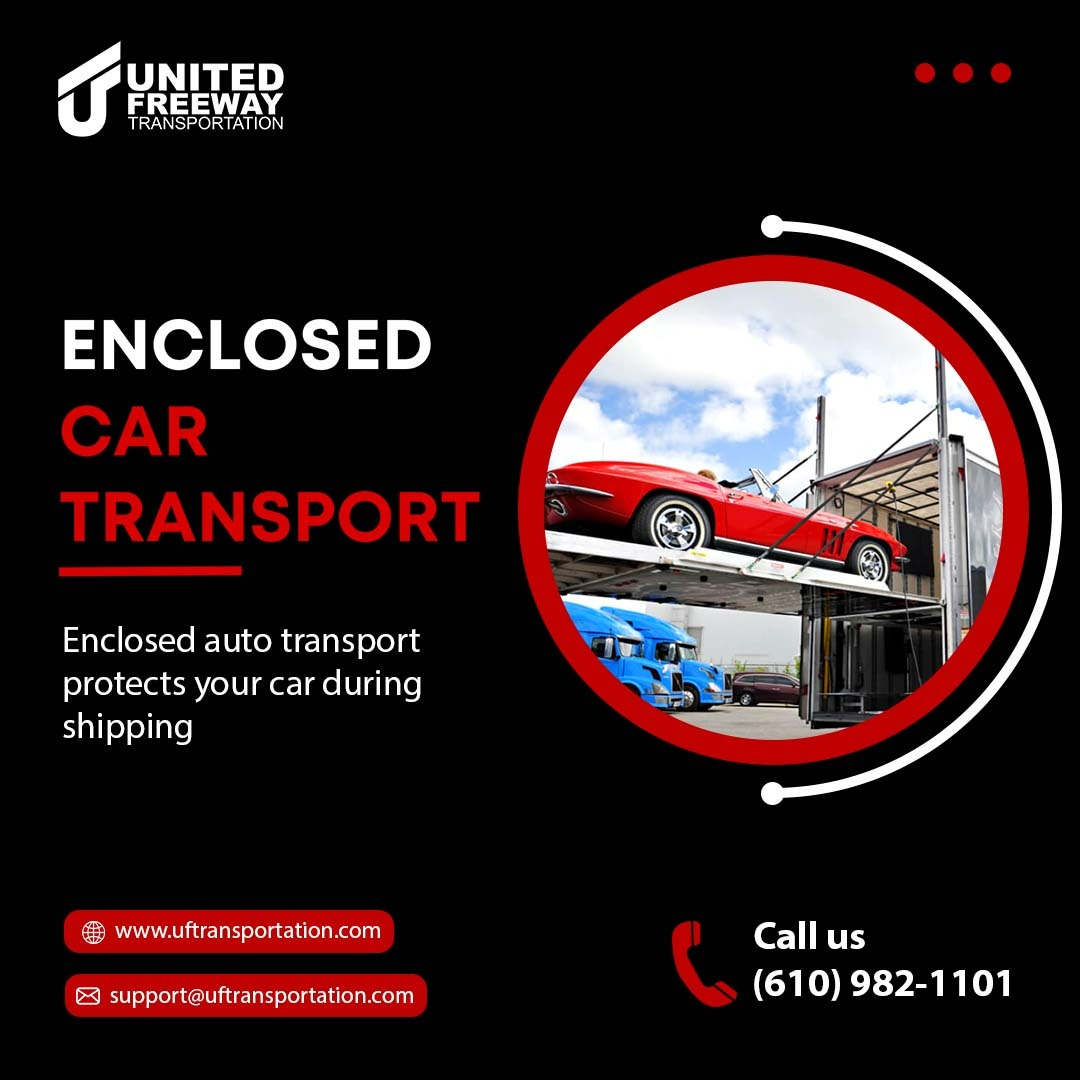 UNITED
FREEWAY
TRANSPORTATION
ENCLOSED
CAR
TRANSPORT
Enclosed auto transport
protects your car during
shipping
www.uftransportation.com
support@uftransportation.com
Call us
(610) 982-1101